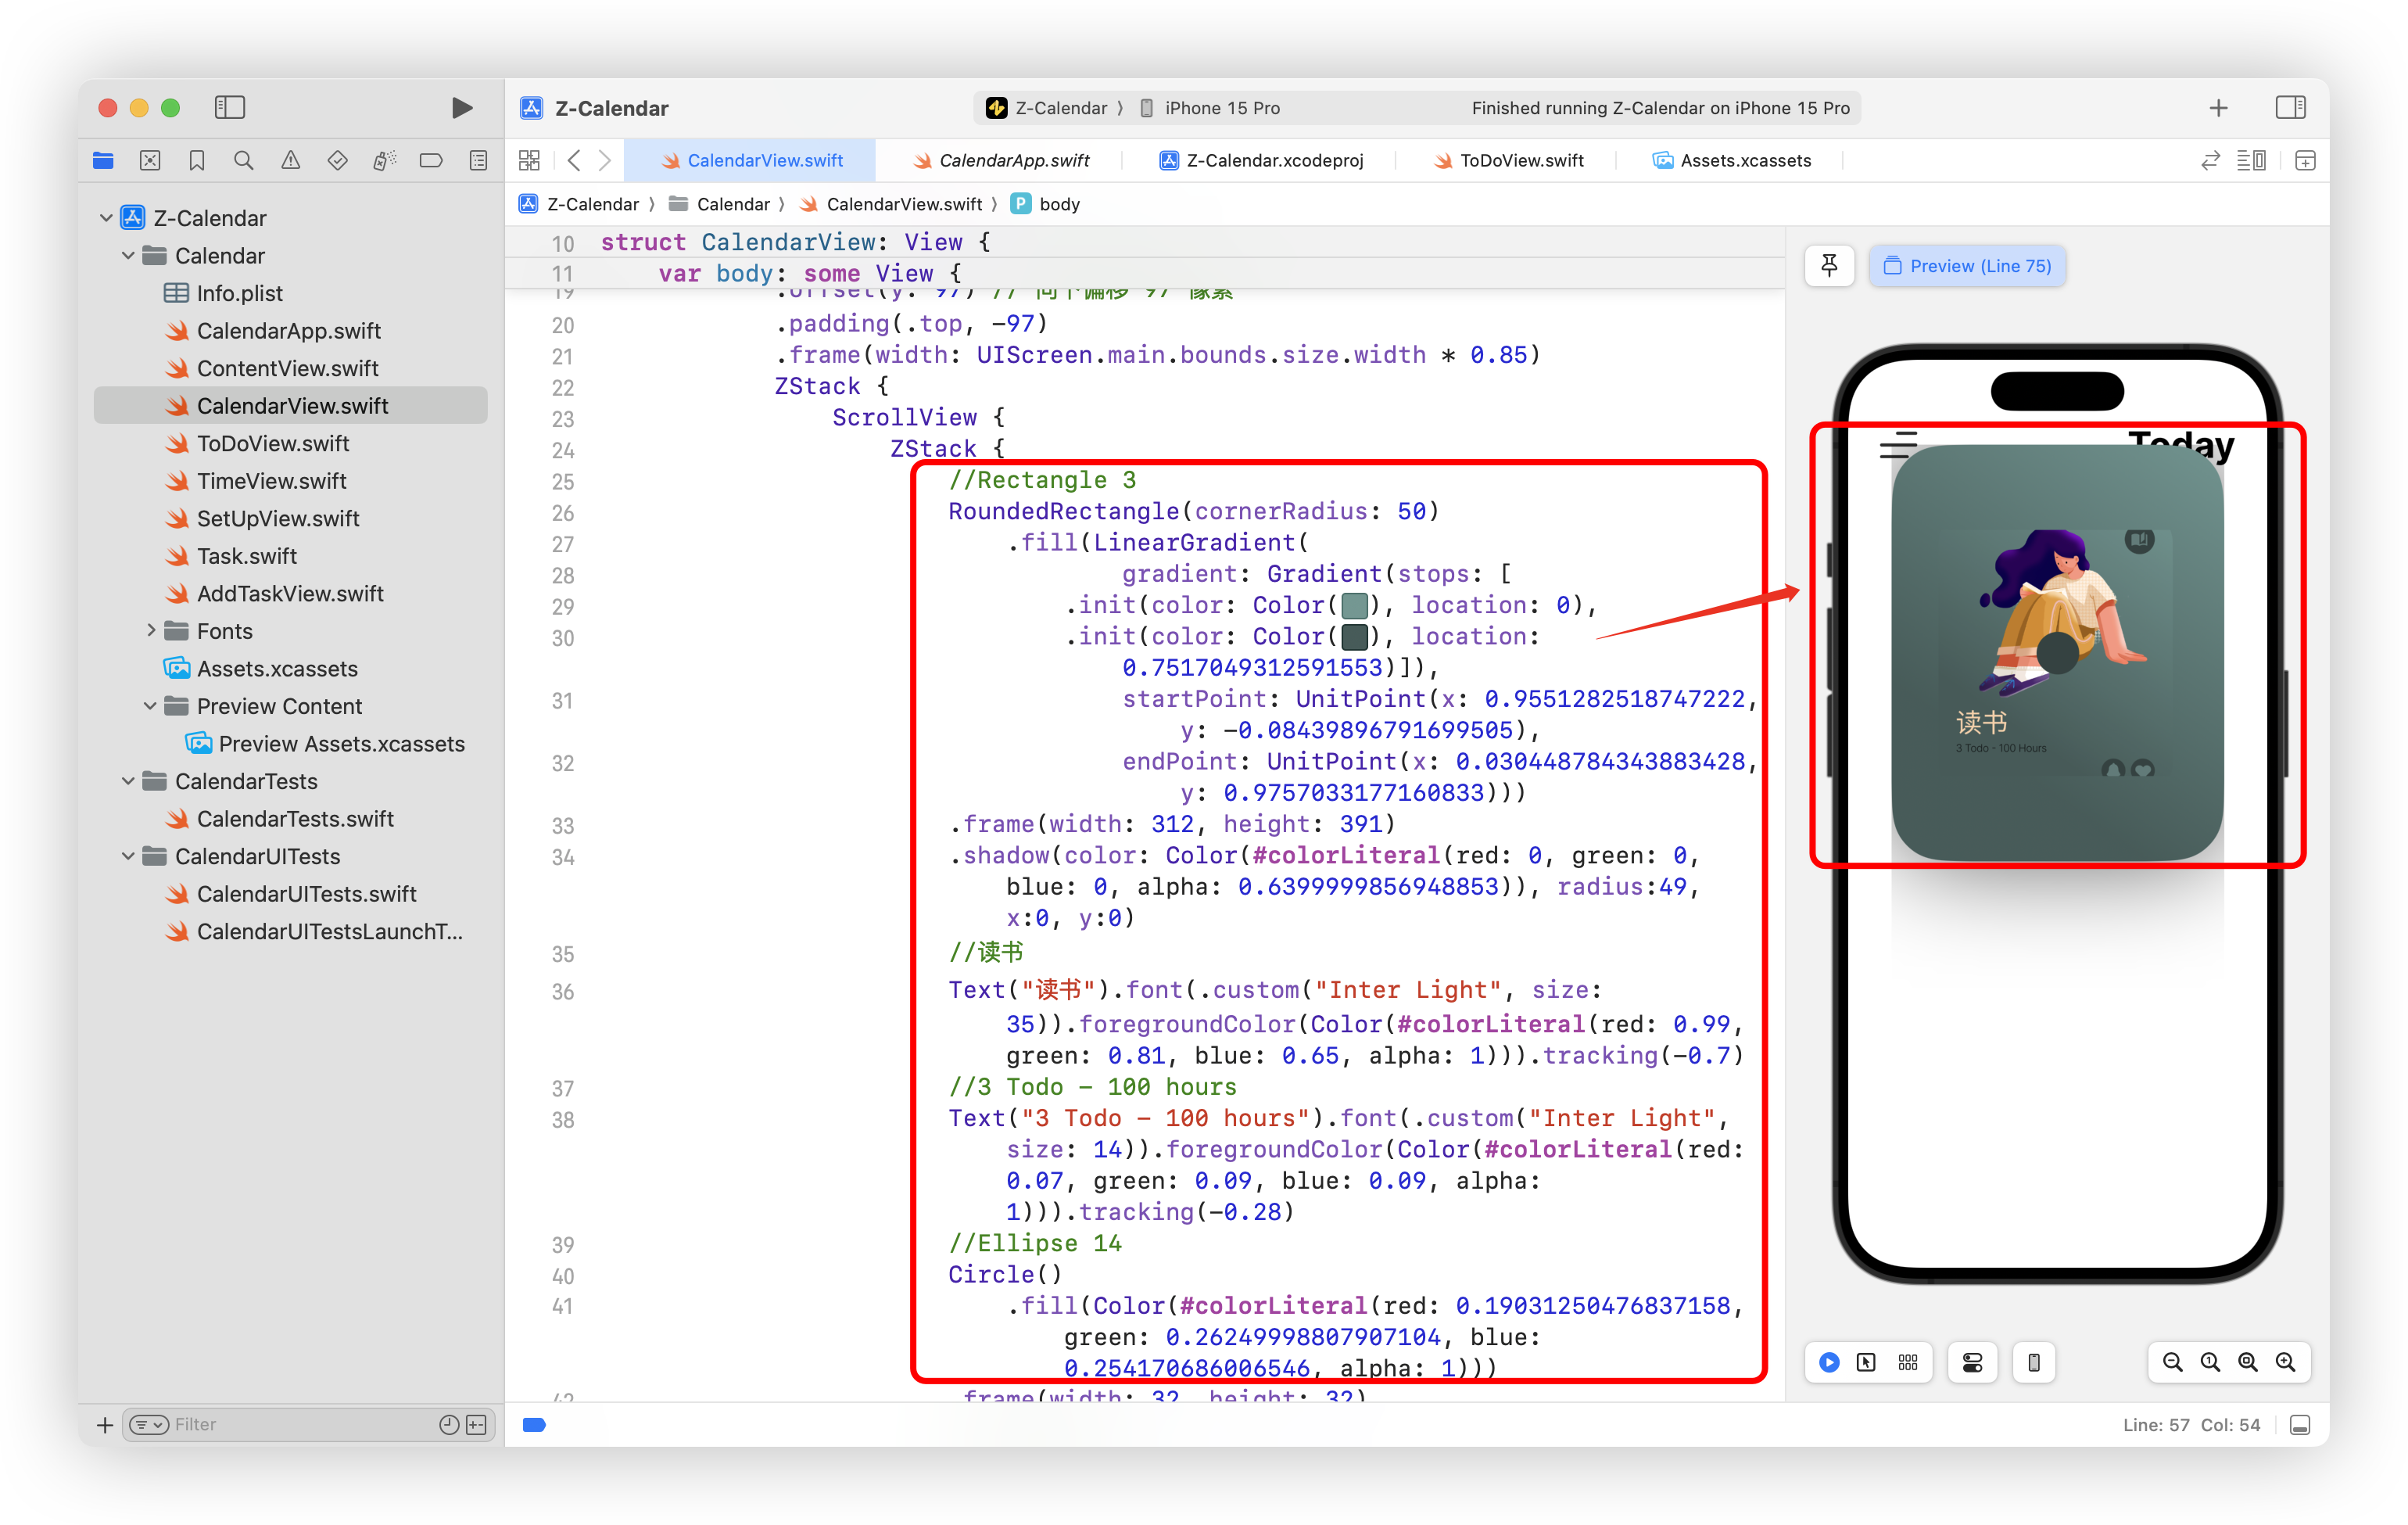 Z-Calendar
Z-Calendar
iPhone 15 Pro
Finished running Z-Calendar on iPhone 15 Pro
CalendarView.swift
CalendarApp.swift
Z-Calendar.xcodeproj
ToDoView.swift
Assets.xcassets
Z-Calendar
Calendar
CalendarView.swift
P
body
Z-Calendar
Calendar
Info.plist
CalendarApp.swift
ContentView.swift
CalendarView.swift
ToDoView.swift
TimeView.swift
SetUpView.swift
Task.swift
AddTaskView.swift
Fonts
Assets.xcassets
Preview Content
Preview Assets.xcassets
CalendarTests
CalendarTests.swift
CalendarUITests
CalendarUITests.swift
CalendarUITestsLaunchT...
Filter
10 struct CalendarView: View {
11 var body: some View {
19 .offset(y: 97) // 向下偏移 97 像素
20 .padding(.top, -97)
21 .frame(width: UIScreen.main.bounds.size.width * 0.85)
22 ZStack {
23 ScrollView {
24 ZStack {
25 //Rectangle 3
26 RoundedRectangle(cornerRadius: 50)
27 .fill(LinearGradient(
28 gradient: Gradient(stops: [
29 .init(color: Color(), location: 0),
30 .init(color: Color(), location:
0.7517049312591553)]),
31 startPoint: UnitPoint(x: 0.9551282518747222,
y: -0.08439896791699505),
32 endPoint: UnitPoint(x: 0.030448784343883428,
y: 0.9757033177160833)))
33 .frame(width: 312, height: 391)
34 .shadow(color: Color(#colorLiteral(red: 0, green: 0,
blue: 0, alpha: 0.6399999856948853)), radius:49,
x:0, y:0)
35 //读书
36 Text("读书").font(.custom("Inter Light", size:
35)).foregroundColor(Color(#colorLiteral(red: 0.99,
green: 0.81, blue: 0.65, alpha: 1))).tracking(-0.7)
37 //3 Todo - 100 hours
38 Text("3 Todo - 100 hours").font(.custom("Inter Light",
size: 14)).foregroundColor(Color(#colorLiteral(red:
0.07, green: 0.09, blue: 0.09, alpha:
1))).tracking(-0.28)
39 //Ellipse 14
40 Circle()
41 .fill(Color(#colorLiteral(red: 0.19031250476837158,
green: 0.26249998807907104, blue:
0.254170686006546, alpha: 1)))
42 .frame(width: 32, height: 32)
Preview (Line 75)
Today
读书
3 Todo - 100 Hours
Line: 57 Col: 54